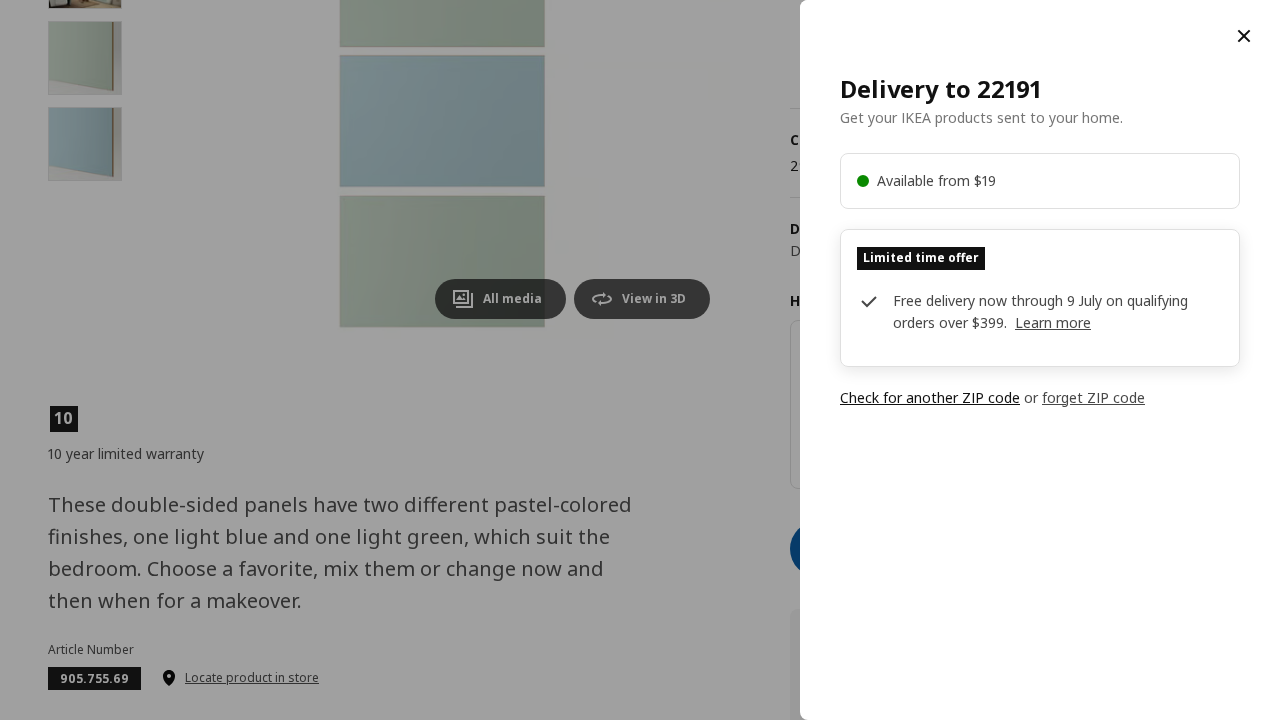 All media
View in 3D
10
10 year limited warranty
These double-sided panels have two different pastel-colored
finishes, one light blue and one light green, which suit the
bedroom. Choose a favorite, mix them or change now and
then when for a makeover.
Article Number
905.755.69
Locate product in store
Delivery to 22191
Get your IKEA products sent to your home.
Available from $19
Limited time offer
Free delivery now through 9 July on qualifying
orders over $399. Learn more
Check for another ZIP code or forget ZIP code